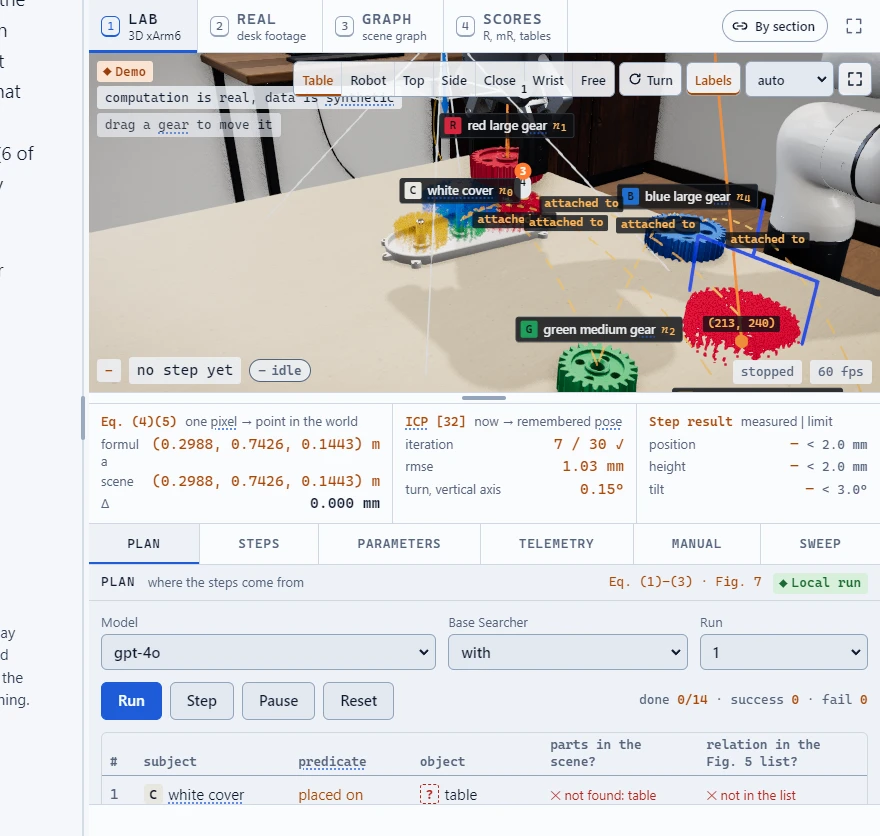 the
n
t
hat
(6 of
y
r
ay
d
the
ning.
1 LAB
3D xArm6
2 REAL
desk footage
3 GRAPH
scene graph
4 SCORES
R, mR, tables
By section
◆ Demo
computation is real, data is synthetic
drag a gear to move it
Table Robot Top Side Close Wrist Free Turn Labels auto
1
R red large gear n1
3
4
C white cover n0
attached to
B blue large gear n4
attache
attached to
attached to
attached to
(213, 240)
G green medium gear n2
– no step yet – idle
stopped 60 fps
Eq. (4)(5) one pixel → point in the world
formul
a (0.2988, 0.7426, 0.1443) m
scene (0.2988, 0.7426, 0.1443) m
Δ 0.000 mm
ICP [32] now → remembered pose
iteration 7 / 30 ✓
rmse 1.03 mm
turn, vertical axis 0.15°
Step result measured | limit
position – < 2.0 mm
height – < 2.0 mm
tilt – < 3.0°
PLAN STEPS PARAMETERS TELEMETRY MANUAL SWEEP
PLAN where the steps come from Eq. (1)–(3) · Fig. 7 ◆ Local run
Model Base Searcher Run
gpt-4o with 1
Run Step Pause Reset done 0/14 · success 0 · fail 0
# subject predicate object parts in the scene? relation in the Fig. 5 list?
1 C white cover placed on ? table × not found: table × not in the list